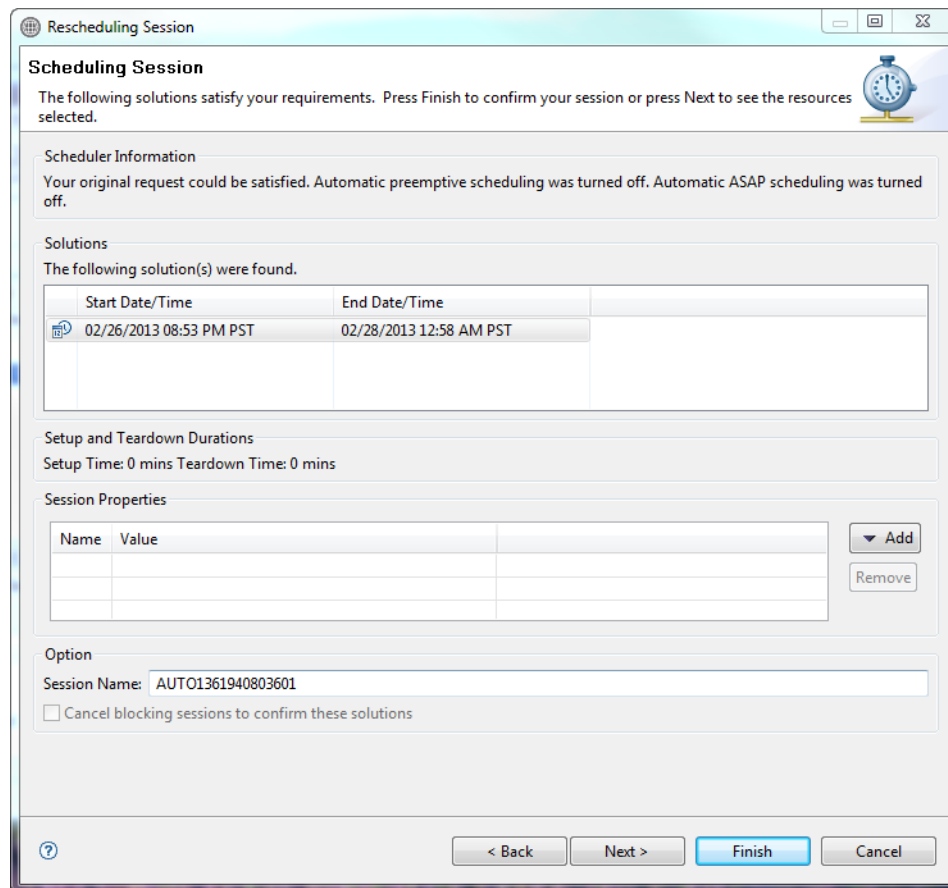 Rescheduling Session
Scheduling Session
The following solutions satisfy your requirements. Press Finish to confirm your session or press Next to see the resources
selected.
Scheduler Information
Your original request could be satisfied. Automatic preemptive scheduling was turned off. Automatic ASAP scheduling was turned
off.
Solutions
The following solution(s) were found.
Start Date/Time End Date/Time
02/26/2013 08:53 PM PST 02/28/2013 12:58 AM PST
Setup and Teardown Durations
Setup Time: 0 mins Teardown Time: 0 mins
Session Properties
Name Value
Add
Remove
Option
Session Name: AUTO1361940803601
Cancel blocking sessions to confirm these solutions
< Back Next > Finish Cancel